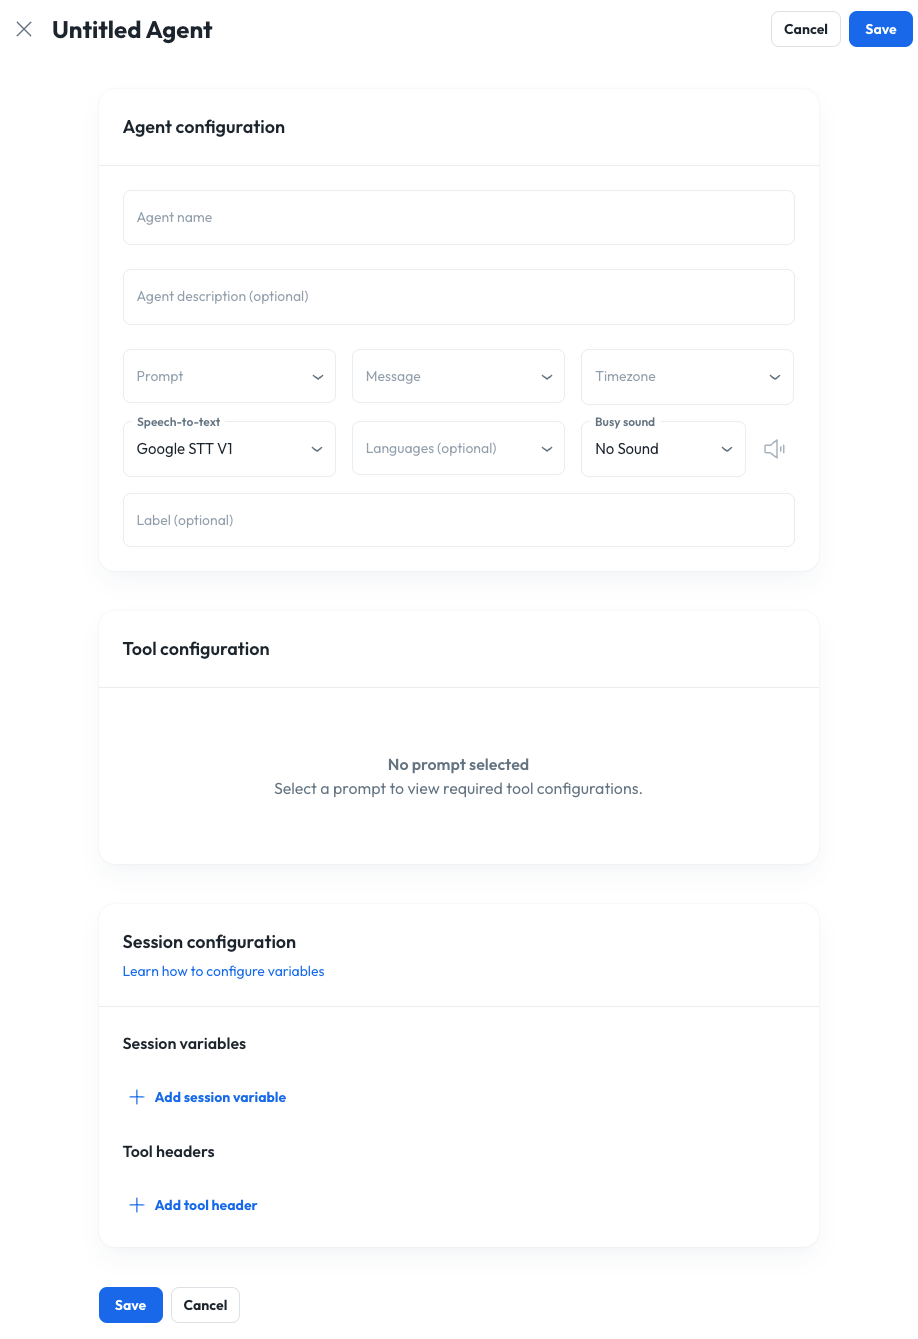 Untitled Agent
Cancel
Save
Agent configuration
Agent name
Agent description (optional)
Prompt
Message
Timezone
Speech-to-text
Google STT V1
Languages (optional)
Busy sound
No Sound
Label (optional)
Tool configuration
No prompt selected
Select a prompt to view required tool configurations.
Session configuration
Learn how to configure variables
Session variables
Add session variable
Tool headers
Add tool header
Save
Cancel